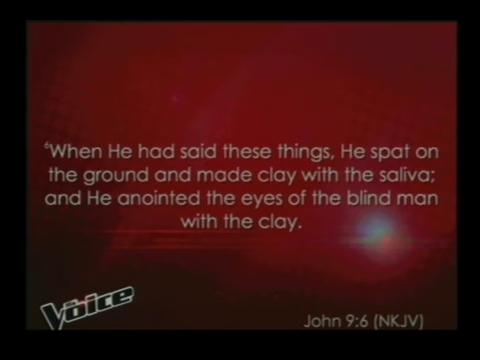 ⁶When He had said these things, He spat on
the ground and made clay with the saliva;
and He anointed the eyes of the blind man
with the clay.
The Voice
John 9:6 (NKJV)